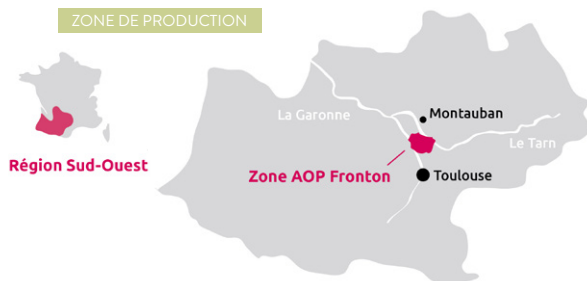 ZONE DE PRODUCTION
La Garonne
Montauban
Le Tarn
Région Sud-Ouest
Zone AOP Fronton
Toulouse